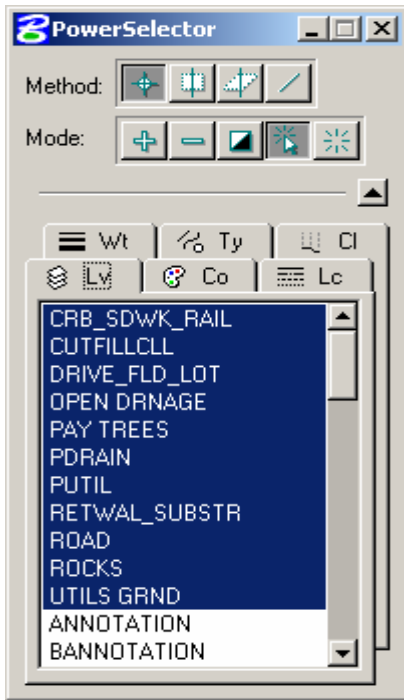 PowerSelector
Method:
Mode:
Wt Ty Cl
Lv Co Lc
CRB_SDWK_RAIL
CUTFILLCLL
DRIVE_FLD_LOT
OPEN DRNAGE
PAY TREES
PDRAIN
PUTIL
RETWAL_SUBSTR
ROAD
ROCKS
UTILS GRND
ANNOTATION
BANNOTATION